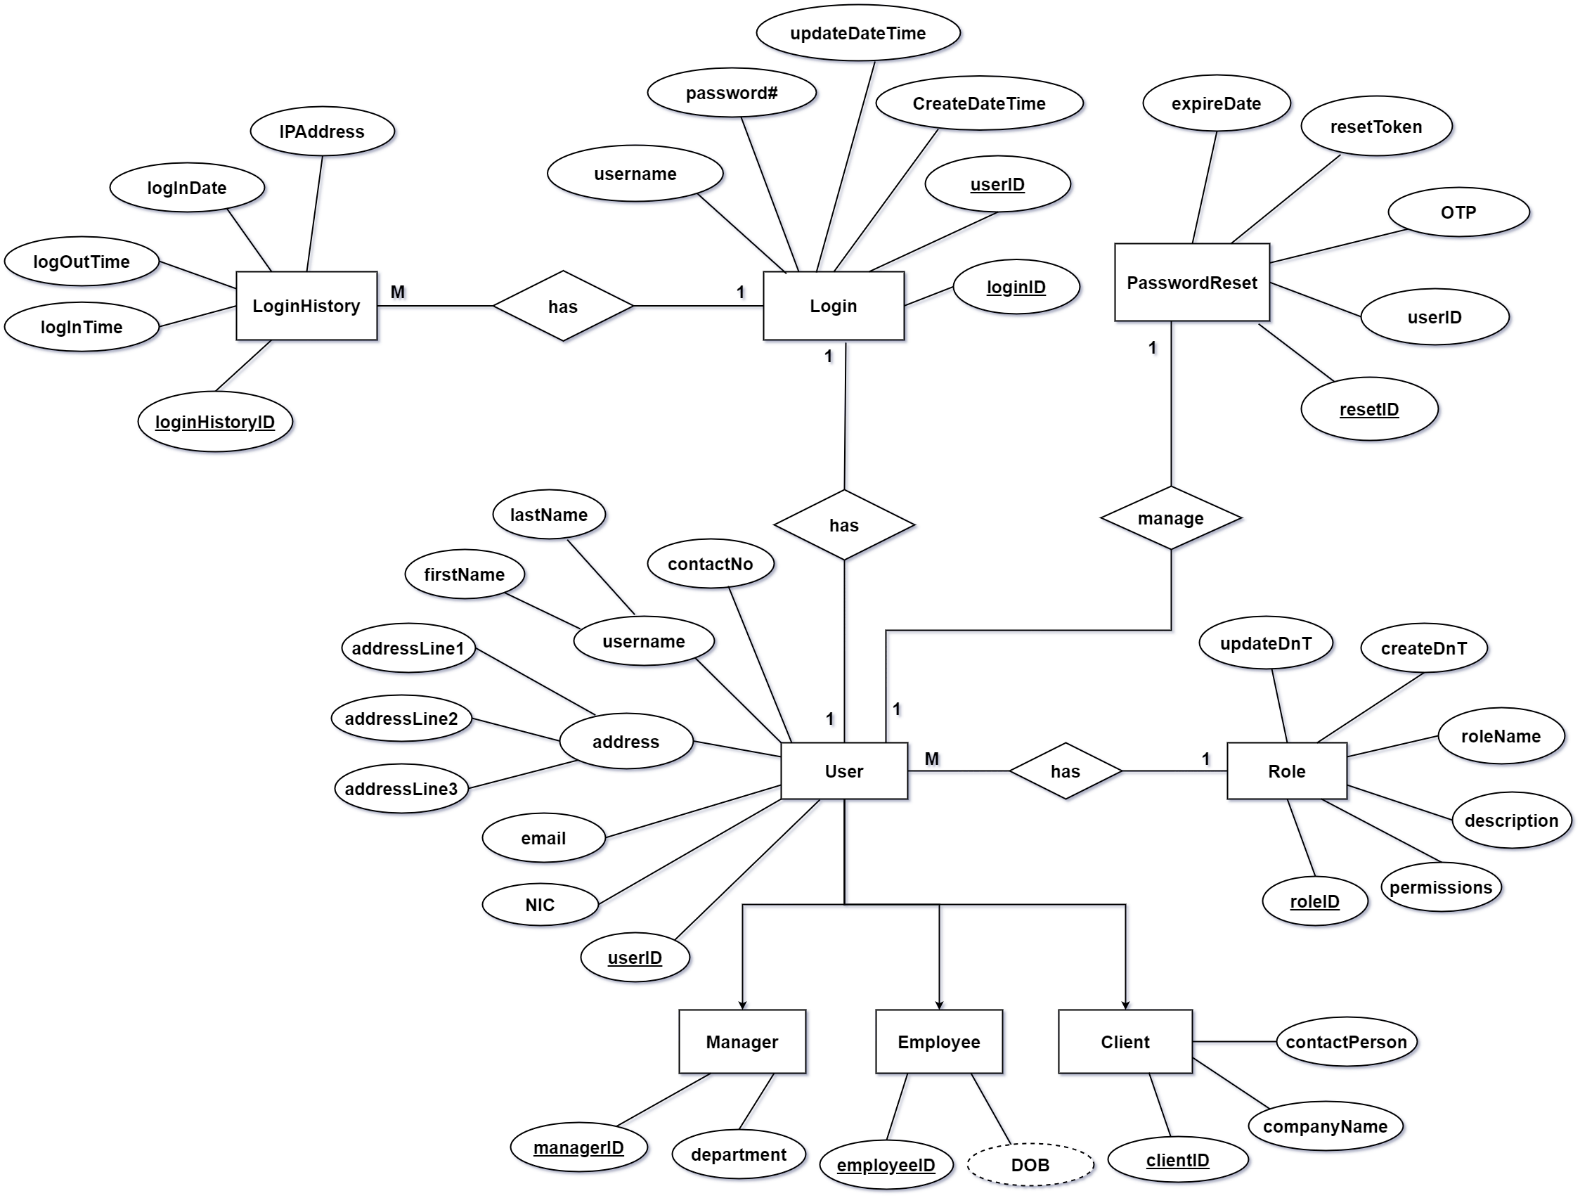 updateDateTime
password#
CreateDateTime
expireDate
resetToken
IPAddress
username
userID
logInDate
OTP
logOutTime
LoginHistory
M
has
1
Login
loginID
PasswordReset
logInTime
userID
1
1
loginHistoryID
resetID
lastName
has
manage
contactNo
firstName
username
updateDnT
createDnT
addressLine1
addressLine2
address
1
1
roleName
addressLine3
User
M
has
1
Role
email
description
NIC
roleID
permissions
userID
Manager
Employee
Client
contactPerson
companyName
managerID
department
employeeID
DOB
clientID